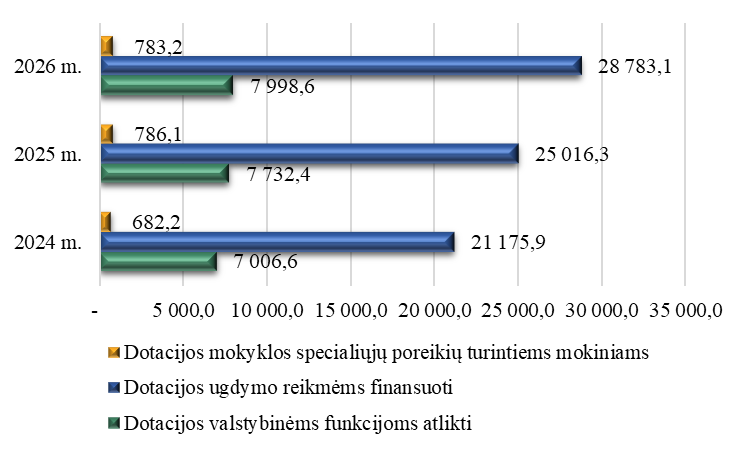 783,2
2026 m.
28 783,1
7 998,6
786,1
2025 m.
25 016,3
7 732,4
682,2
2024 m.
21 175,9
7 006,6
- 5 000,0 10 000,0 15 000,0 20 000,0 25 000,0 30 000,0 35 000,0
Dotacijos mokyklos specialiųjų poreikių turintiems mokiniams
Dotacijos ugdymo reikmėms finansuoti
Dotacijos valstybinėms funkcijoms atlikti